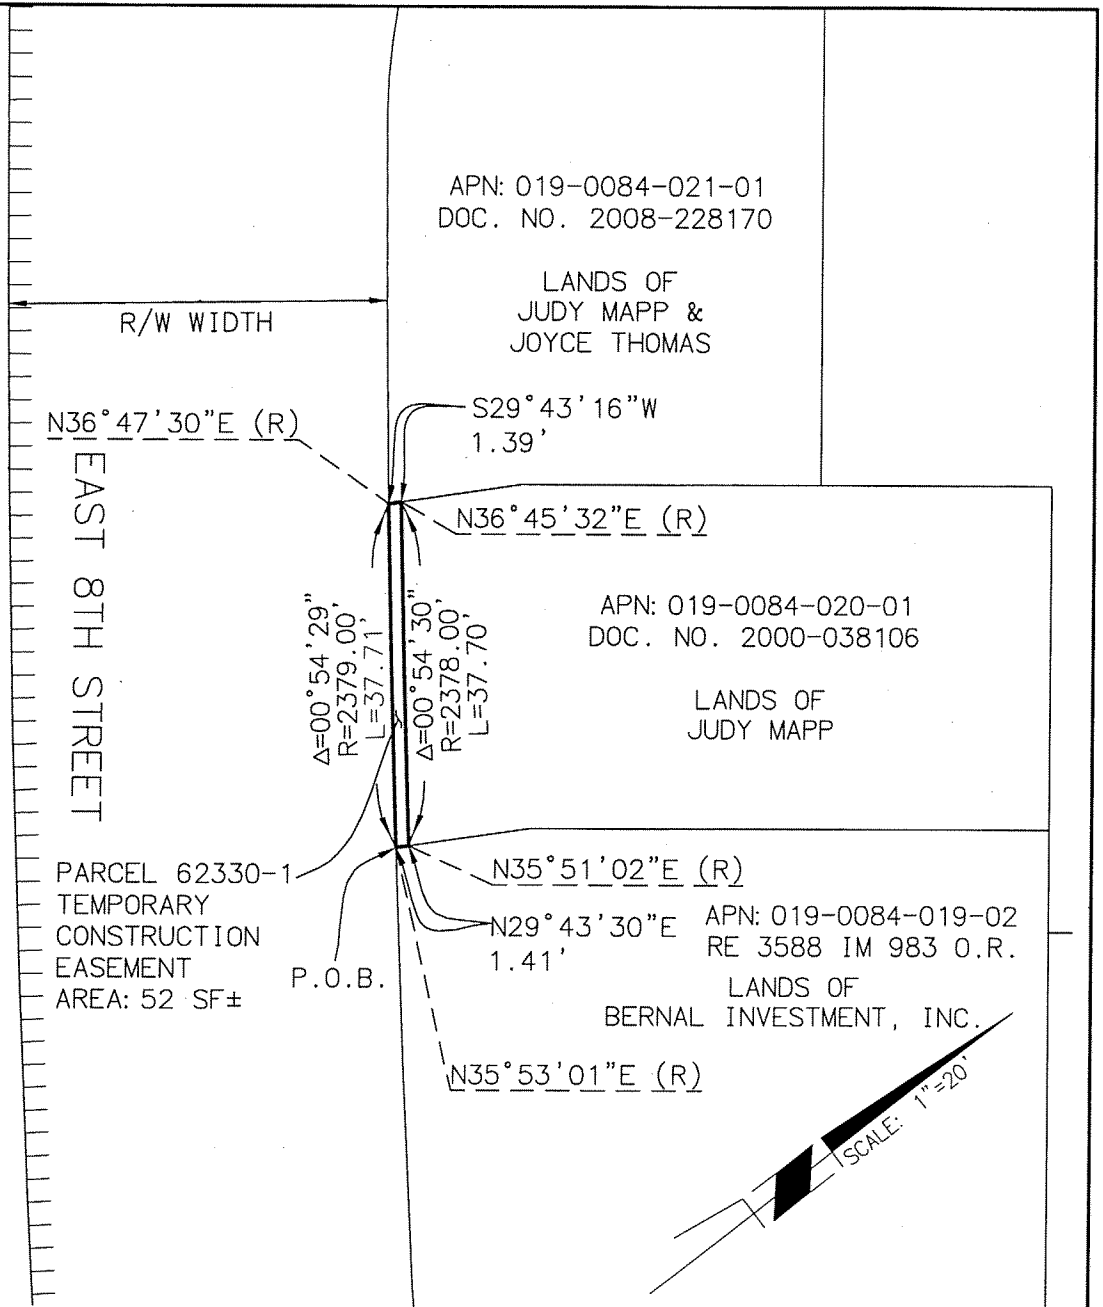 APN: 019-0084-021-01
DOC. NO. 2008-228170
LANDS OF
JUDY MAPP &
JOYCE THOMAS
R/W WIDTH
S29°43'16"W
1.39'
N36°47'30"E (R)
N36°45'32"E (R)
EAST 8TH STREET
Δ=00°54'29"
R=2379.00'
L=37.71'
Δ=00°54'30"
R=2378.00'
L=37.70'
APN: 019-0084-020-01
DOC. NO. 2000-038106
LANDS OF
JUDY MAPP
PARCEL 62330-1
TEMPORARY
CONSTRUCTION
EASEMENT
AREA: 52 SF±
P.O.B.
N35°51'02"E (R)
N29°43'30"E
1.41'
APN: 019-0084-019-02
RE 3588 IM 983 O.R.
LANDS OF
BERNAL INVESTMENT, INC.
N35°53'01"E (R)
SCALE: 1"=20'